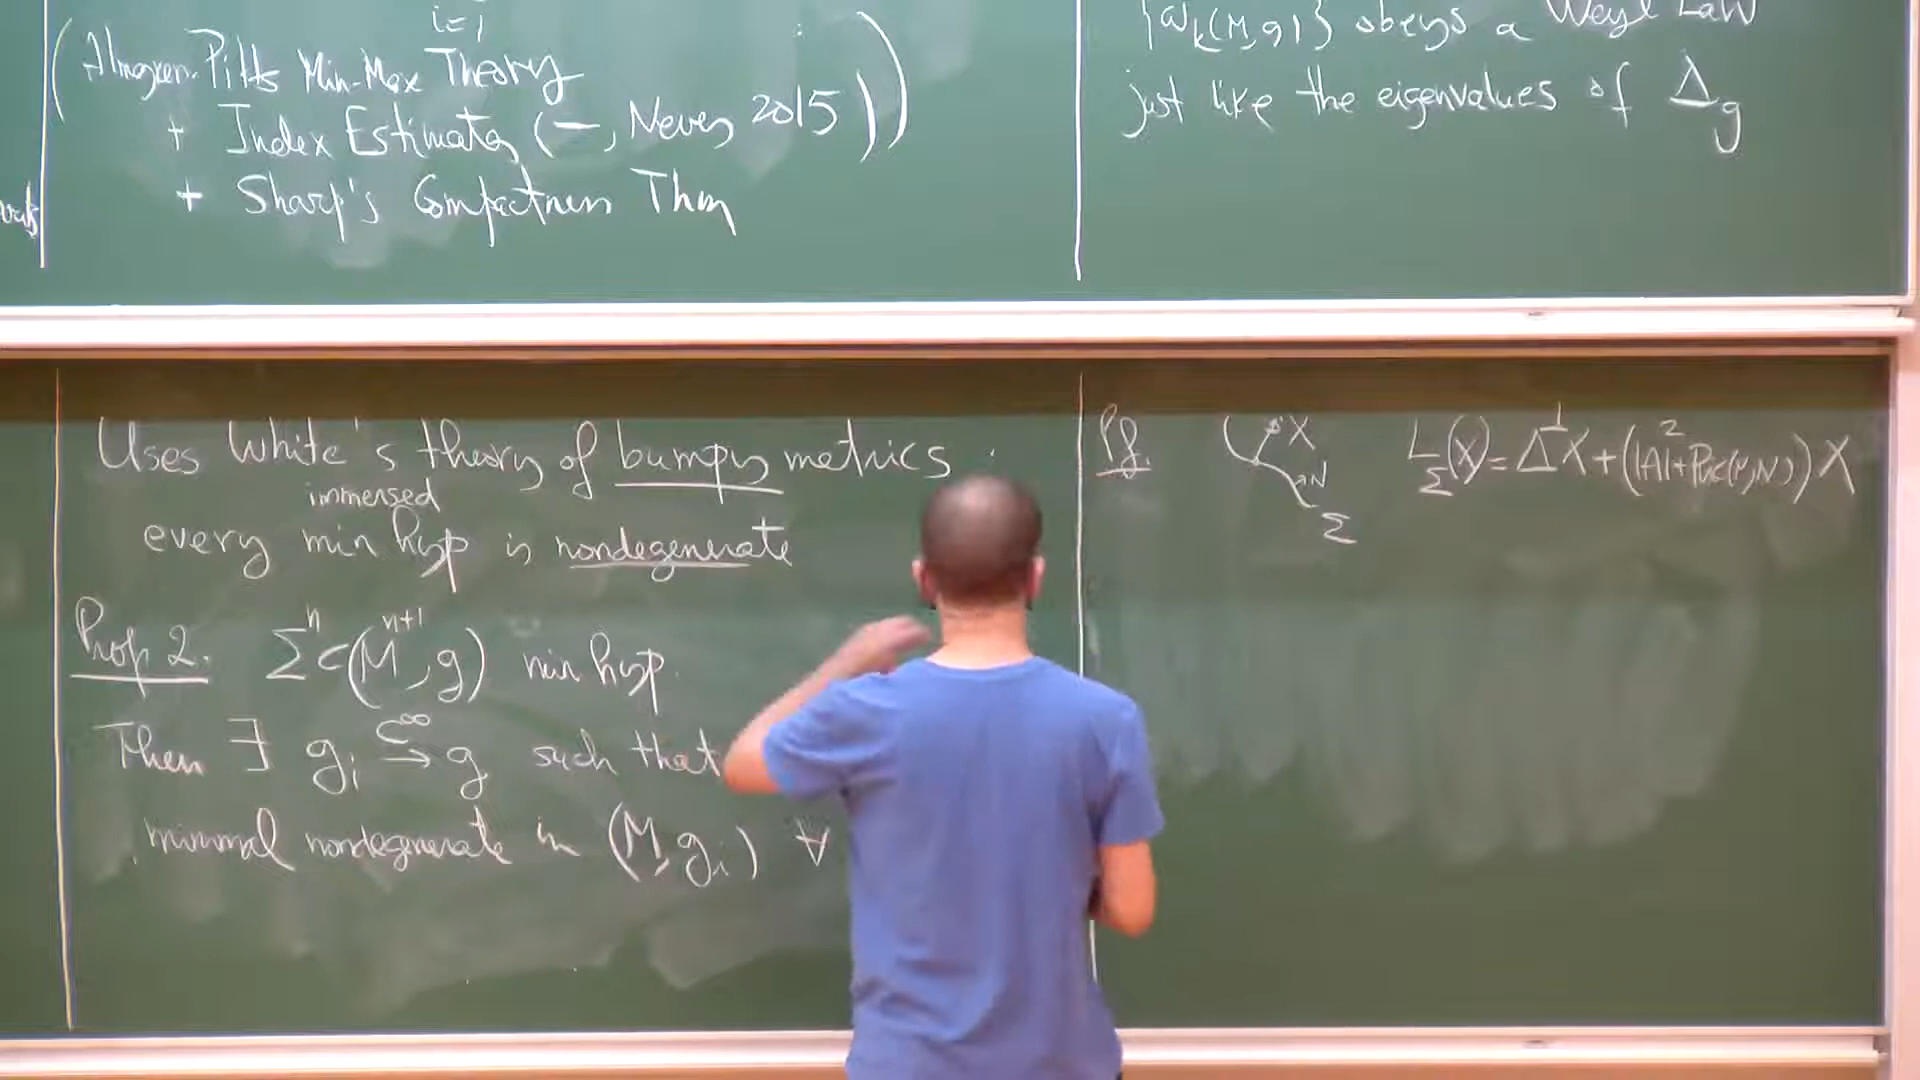 i=1
(Almgren-Pitts Min-Max Theory
+ Index Estimates (—, Neves 2015))
+ Sharp's Compactness Thm
{ω_k(M,g)} obeys a Weyl Law
just like the eigenvalues of Δ_g
Uses White's theory of bumpy metrics:
immersed
every min hyp is nondegenerate
Prop 2. Σ^n ⊂ (M^{n+1}, g) min hyp.
Then ∃ g_i →^{C^∞} g such that
minimal nondegenerate in (M, g_i) ∀
Pf. X
N
Σ
L_Σ(X) = Δ^⊥X + (|A|^2 + Ric(N,N))X